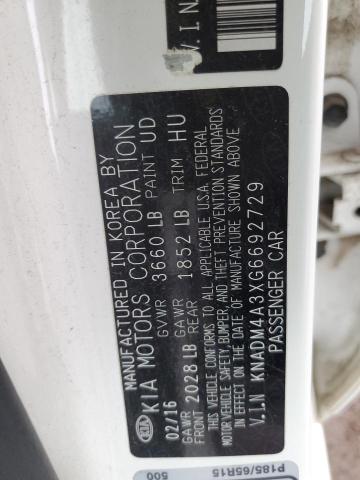 V.I.N
MANUFACTURED IN KOREA BY
KIA KIA MOTORS CORPORATION
02/16 GVWR 3660 LB PAINT UD
GAWR FRONT 2028 LB GAWR REAR 1852 LB TRIM HU
THIS VEHICLE CONFORMS TO ALL APPLICABLE U.S.A. FEDERAL
MOTOR VEHICLE SAFETY, BUMPER, AND THEFT PREVENTION STANDARDS
IN EFFECT ON THE DATE OF MANUFACTURE SHOWN ABOVE
V.I.N KNADM4A3XG6692729
PASSENGER CAR
P185/65R15
500